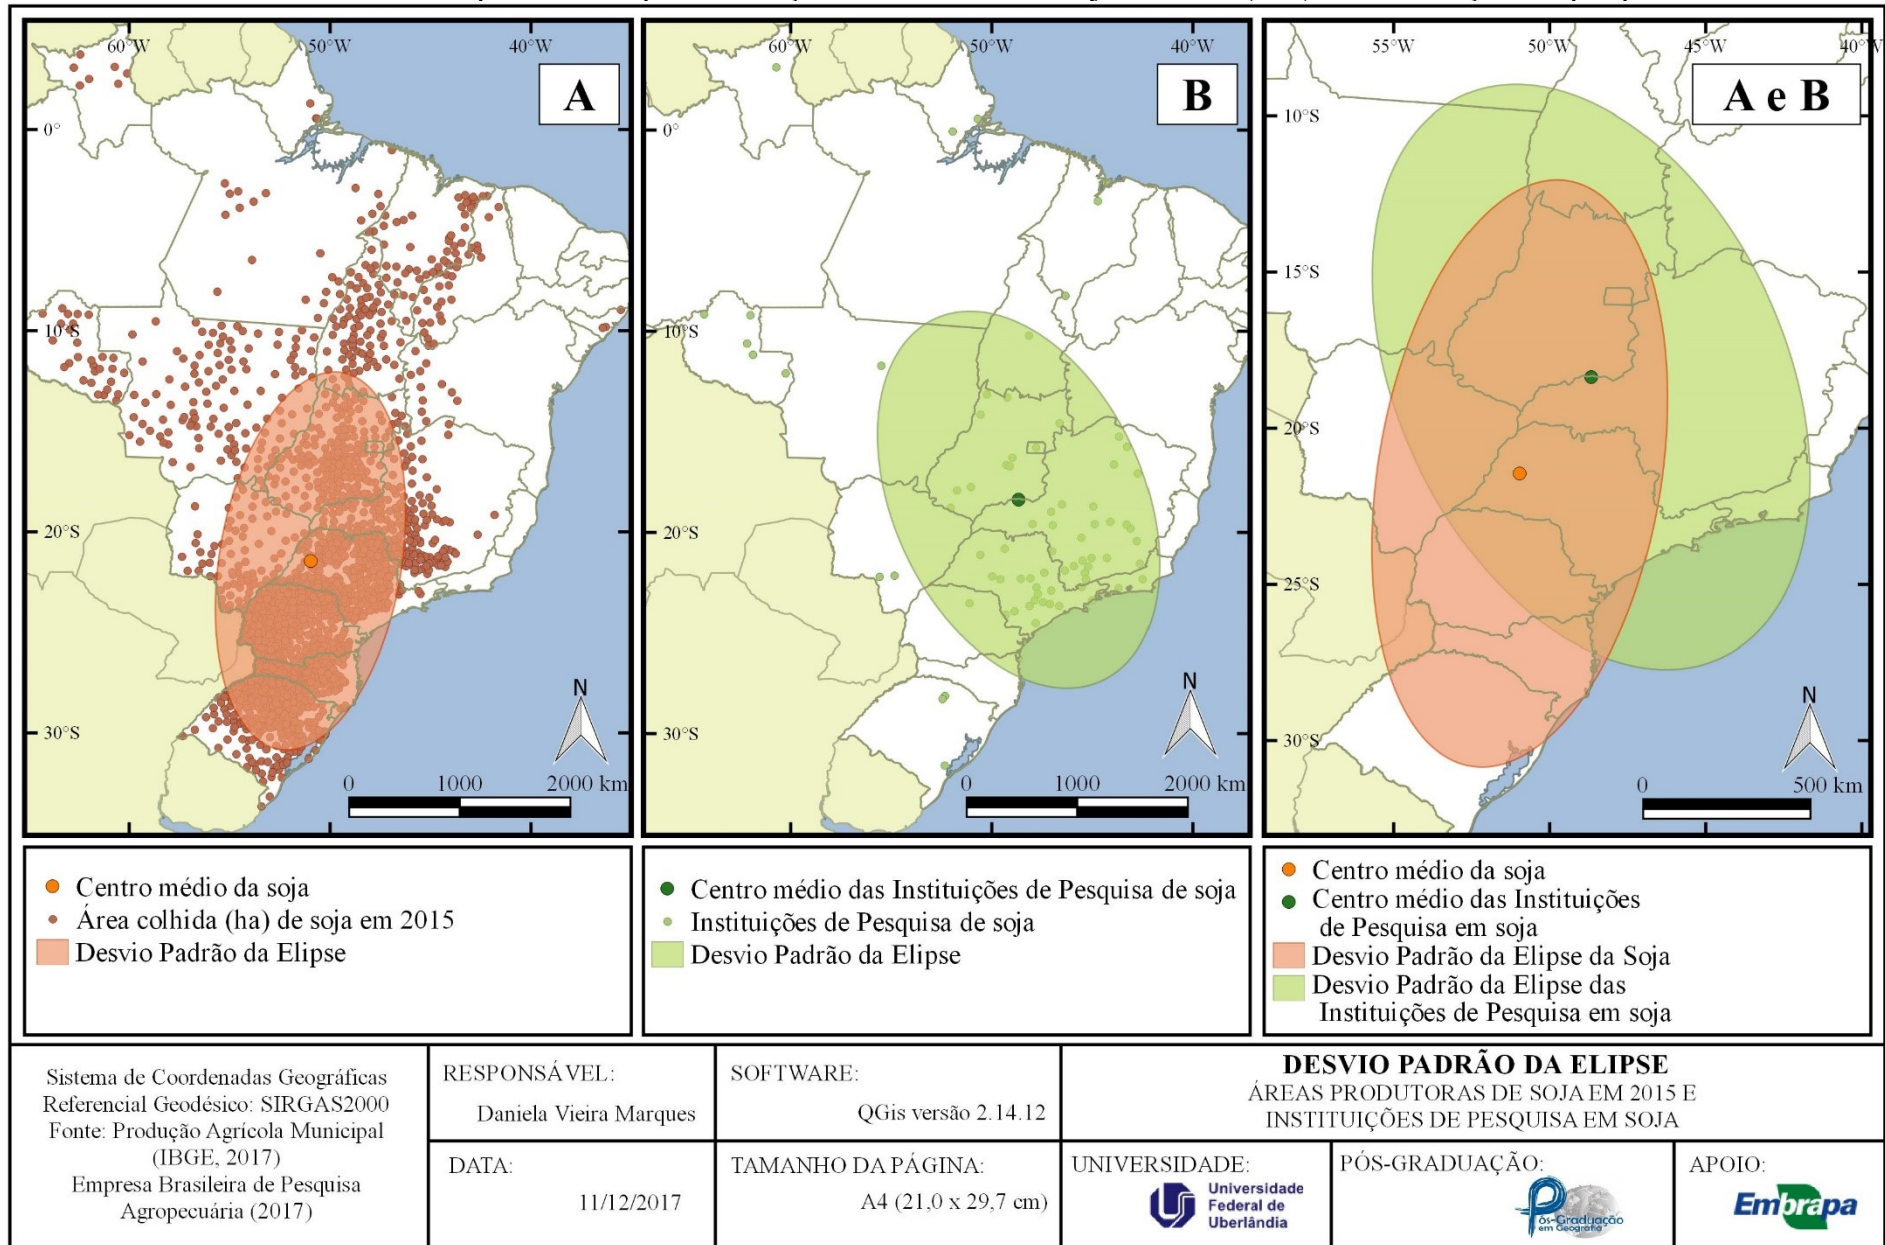 60°W
50°W
40°W
A
0°
10°S
20°S
30°S
N
0 1000 2000 km
60°W
50°W
40°W
B
0°
10°S
20°S
30°S
N
0 1000 2000 km
55°W
50°W
45°W
40°W
A e B
10°S
15°S
20°S
25°S
30°S
N
0 500 km
Centro médio da soja
Área colhida (ha) de soja em 2015
Desvio Padrão da Elipse
Centro médio das Instituições de Pesquisa de soja
Instituições de Pesquisa de soja
Desvio Padrão da Elipse
Centro médio da soja
Centro médio das Instituições
de Pesquisa em soja
Desvio Padrão da Elipse da Soja
Desvio Padrão da Elipse das
Instituições de Pesquisa em soja
Sistema de Coordenadas Geográficas
Referencial Geodésico: SIRGAS2000
Fonte: Produção Agrícola Municipal
(IBGE, 2017)
Empresa Brasileira de Pesquisa
Agropecuária (2017)
RESPONSÁVEL:
Daniela Vieira Marques
SOFTWARE:
QGis versão 2.14.12
DESVIO PADRÃO DA ELIPSE
ÁREAS PRODUTORAS DE SOJA EM 2015 E
INSTITUIÇÕES DE PESQUISA EM SOJA
DATA:
11/12/2017
TAMANHO DA PÁGINA:
A4 (21,0 x 29,7 cm)
UNIVERSIDADE:
Universidade
Federal de
Uberlândia
PÓS-GRADUAÇÃO:
Pós-Graduação
em Geografia
APOIO:
Embrapa